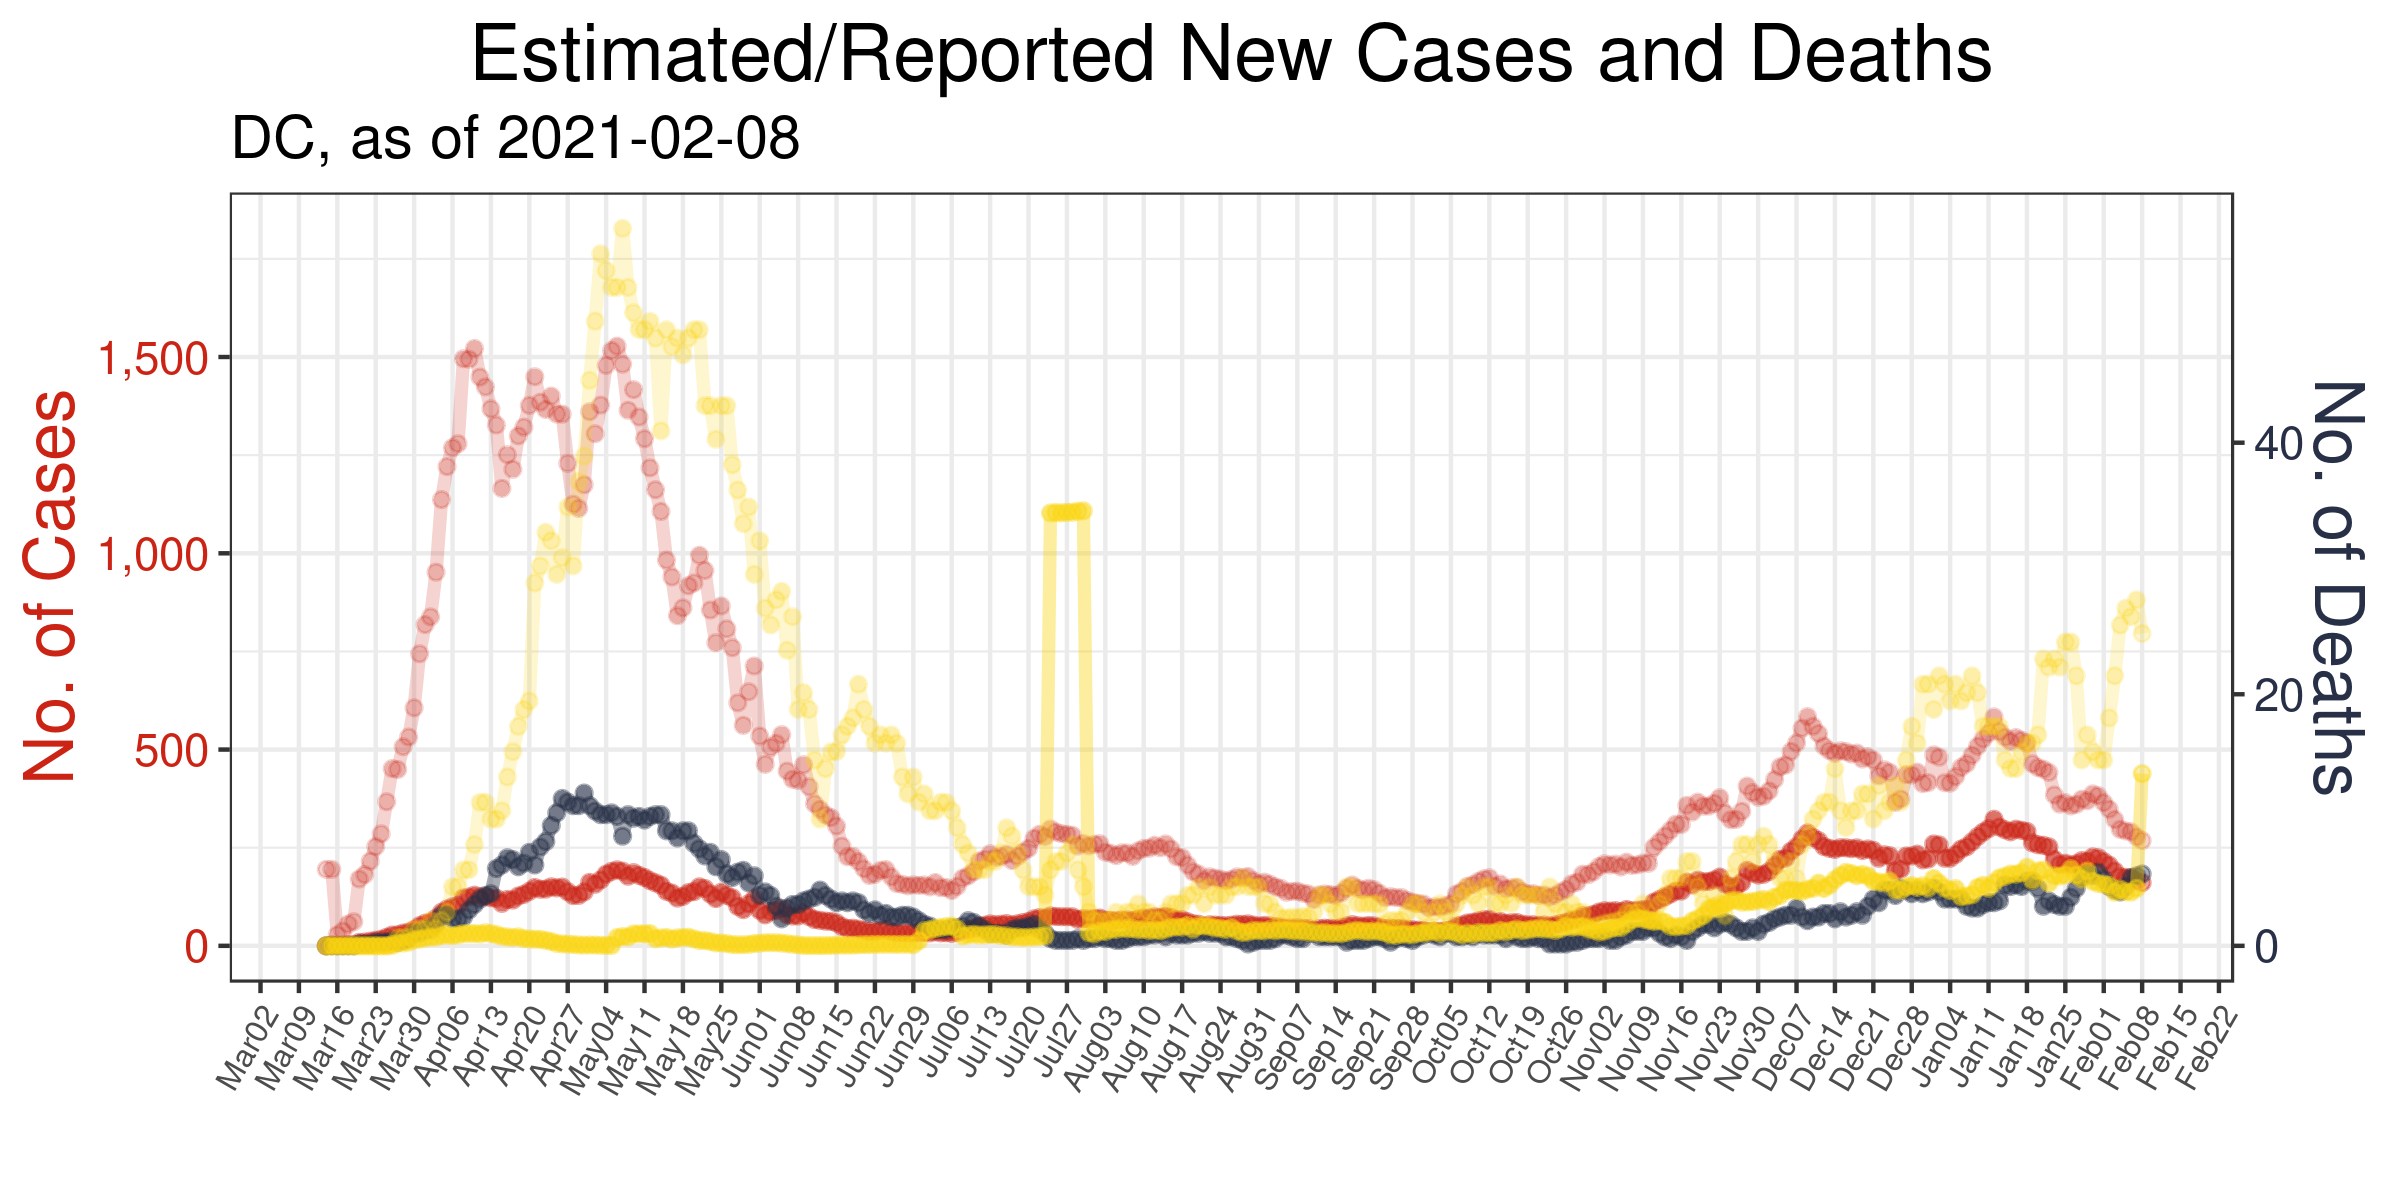 Estimated/Reported New Cases and Deaths
DC, as of 2021-02-08
No. of Cases
1,500
1,000
500
0
No. of Deaths
40
20
0
Mar02
Mar09
Mar16
Mar23
Mar30
Apr06
Apr13
Apr20
Apr27
May04
May11
May18
May25
Jun01
Jun08
Jun15
Jun22
Jun29
Jul06
Jul13
Jul20
Jul27
Aug03
Aug10
Aug17
Aug24
Aug31
Sep07
Sep14
Sep21
Sep28
Oct05
Oct12
Oct19
Oct26
Nov02
Nov09
Nov16
Nov23
Nov30
Dec07
Dec14
Dec21
Dec28
Jan04
Jan11
Jan18
Jan25
Feb01
Feb08
Feb15
Feb22